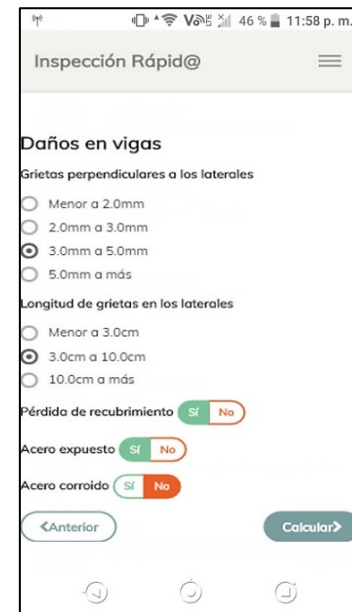 46 % 11:58 p. m.
Inspección Rápid@
Daños en vigas
Grietas perpendiculares a los laterales
Menor a 2.0mm
2.0mm a 3.0mm
3.0mm a 5.0mm
5.0mm a más
Longitud de grietas en los laterales
Menor a 3.0cm
3.0cm a 10.0cm
10.0cm a más
Pérdida de recubrimiento Sí No
Acero expuesto Sí No
Acero corroido Sí No
<Anterior Calcular>